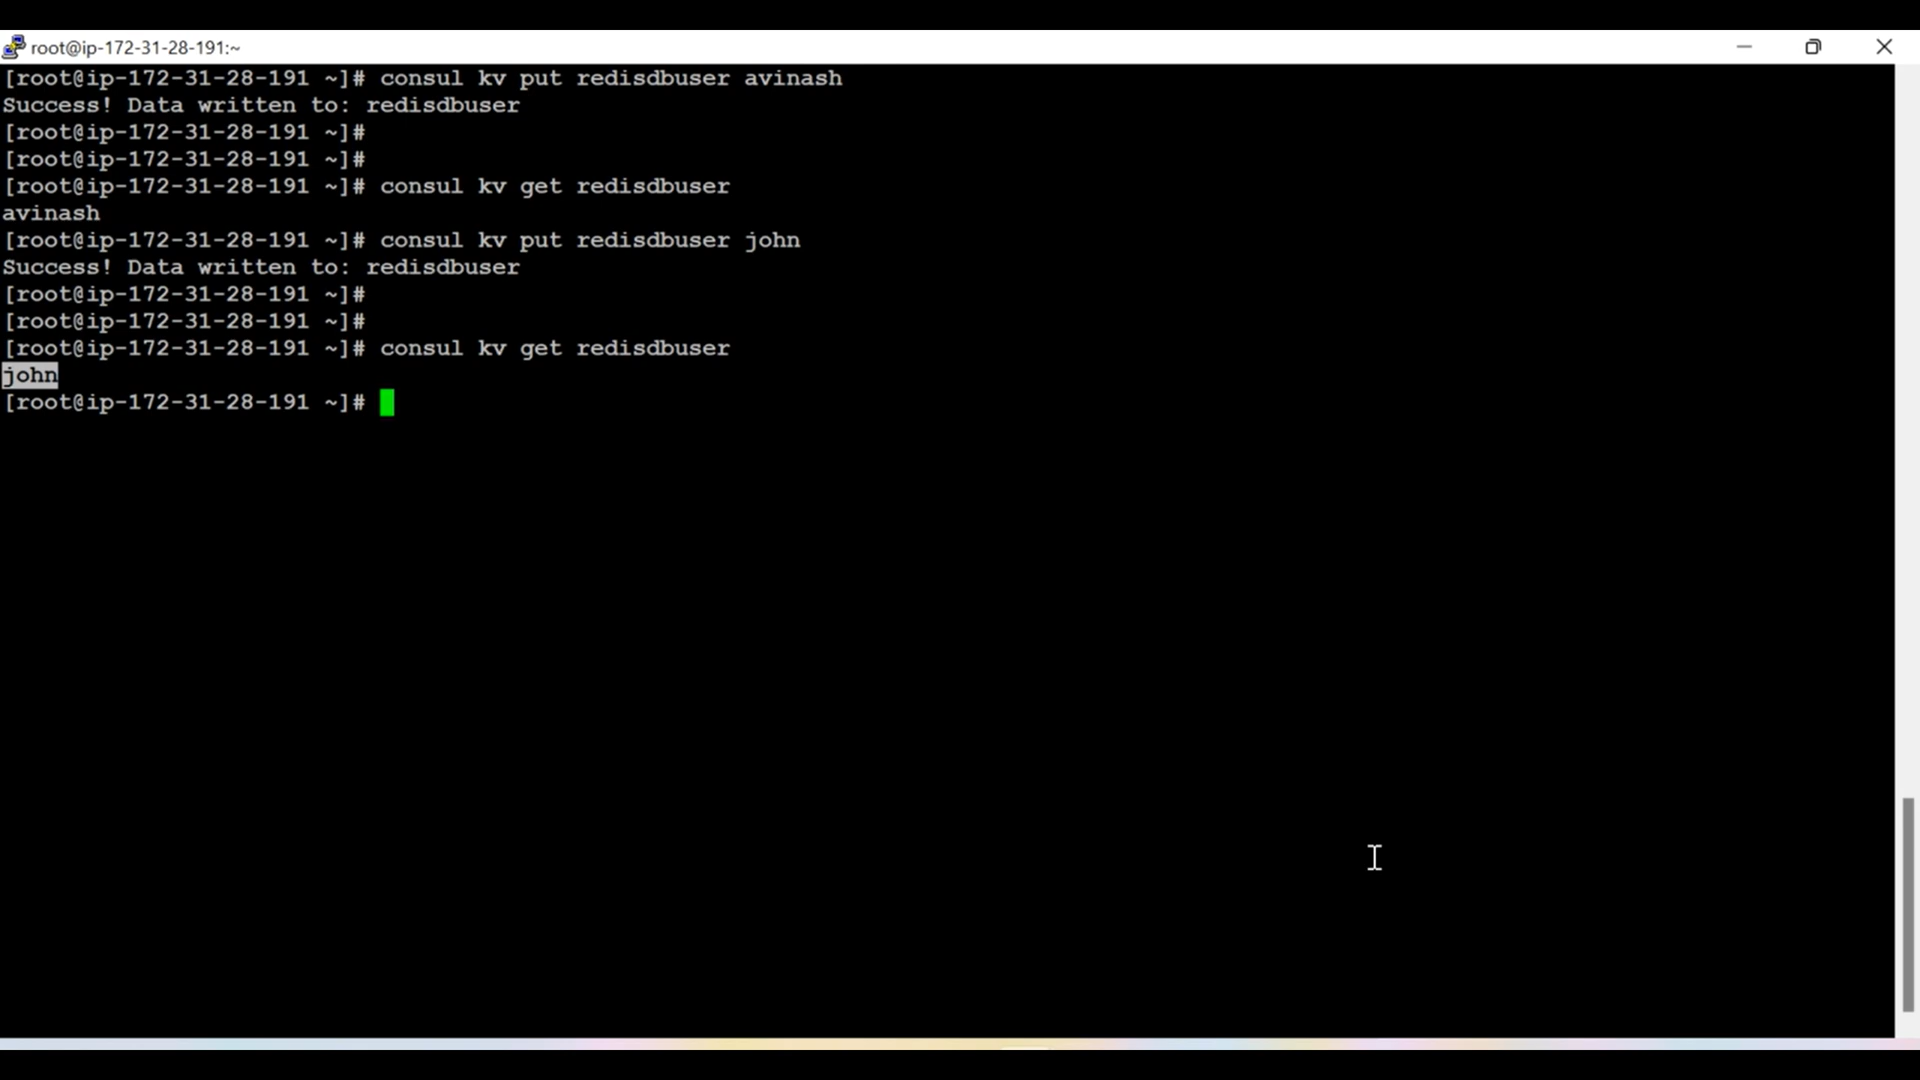 root@ip-172-31-28-191:~
[root@ip-172-31-28-191 ~]# consul kv put redisdbuser avinash
Success! Data written to: redisdbuser
[root@ip-172-31-28-191 ~]#
[root@ip-172-31-28-191 ~]#
[root@ip-172-31-28-191 ~]# consul kv get redisdbuser
avinash
[root@ip-172-31-28-191 ~]# consul kv put redisdbuser john
Success! Data written to: redisdbuser
[root@ip-172-31-28-191 ~]#
[root@ip-172-31-28-191 ~]#
[root@ip-172-31-28-191 ~]# consul kv get redisdbuser
john
[root@ip-172-31-28-191 ~]#